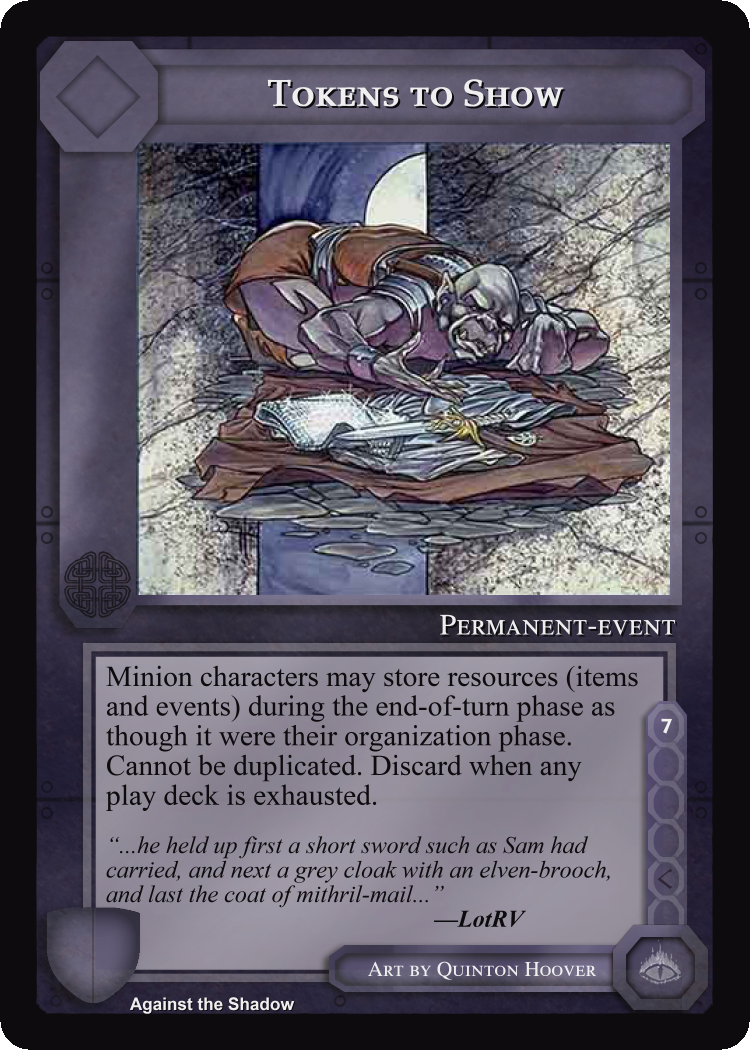 Tokens to Show
Permanent-event
Minion characters may store resources (items
and events) during the end-of-turn phase as
though it were their organization phase.
Cannot be duplicated. Discard when any
play deck is exhausted.
7
“...he held up first a short sword such as Sam had
carried, and next a grey cloak with an elven-brooch,
and last the coat of mithril-mail...”
—LotRV
Art by Quinton Hoover
Against the Shadow